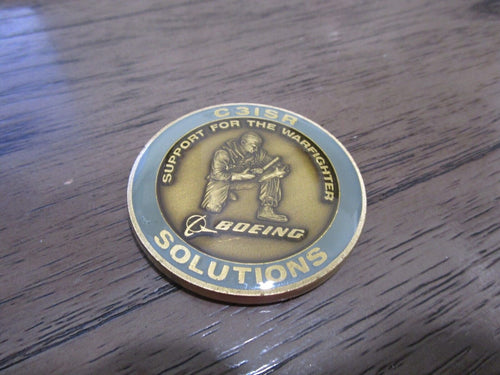 C3ISR
SUPPORT FOR THE WARFIGHTER
BOEING
SOLUTIONS